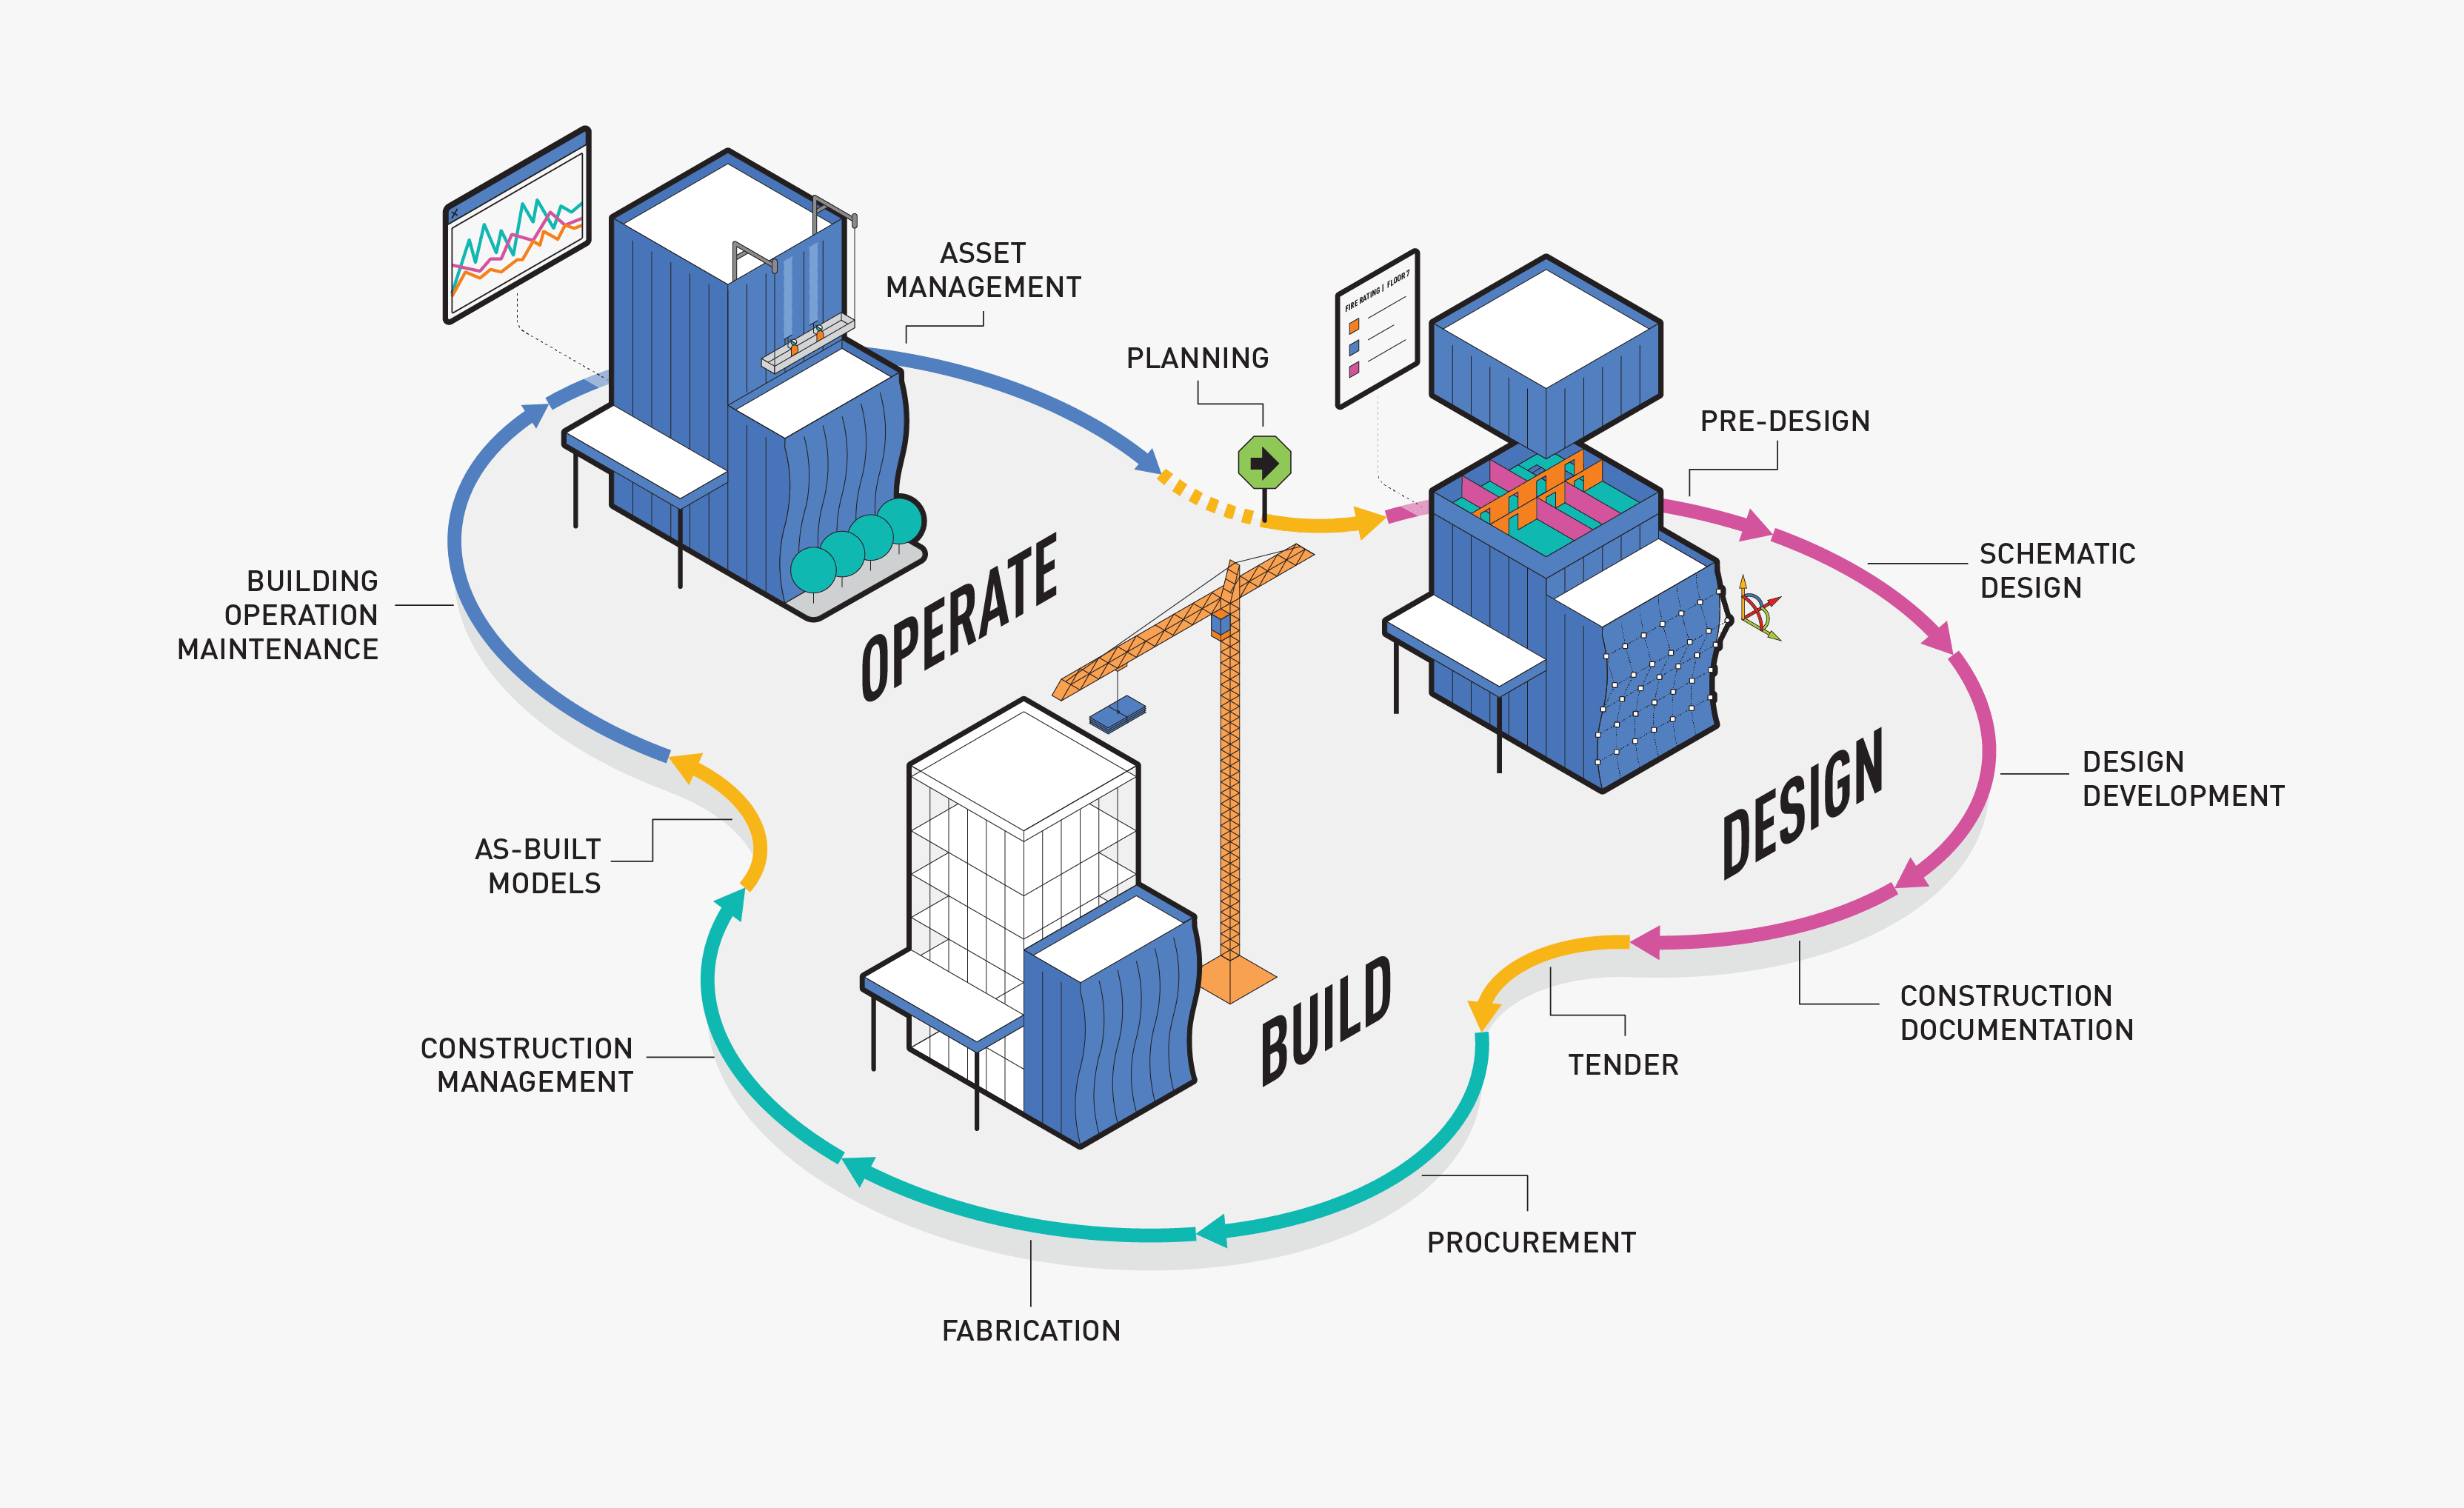 ASSET
MANAGEMENT
PLANNING
FIRE RATING | FLOOR 7
PRE-DESIGN
SCHEMATIC
DESIGN
DESIGN
DEVELOPMENT
CONSTRUCTION
DOCUMENTATION
TENDER
PROCUREMENT
FABRICATION
CONSTRUCTION
MANAGEMENT
AS-BUILT
MODELS
BUILDING
OPERATION
MAINTENANCE
OPERATE
DESIGN
BUILD